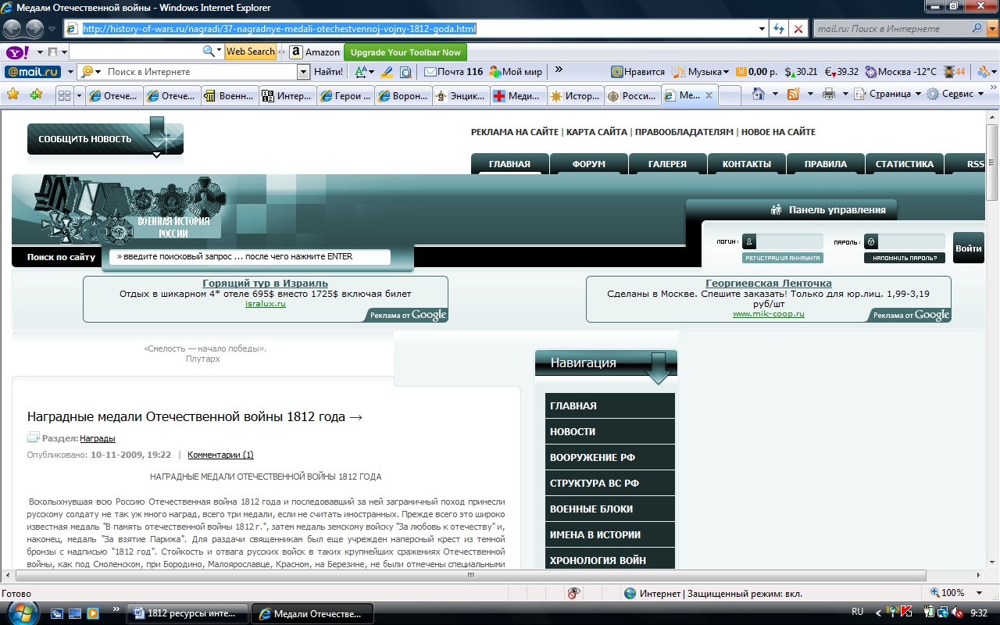 Медали Отечественной войны - Windows Internet Explorer
http://history-of-wars.ru/nagradi/37-nagradnye-medali-otechestvennoj-vojny-1812-goda.html
mail.ru: Поиск в Интернете
Y! Web Search a Amazon Upgrade Your Toolbar Now
@mail.ru Поиск в Интернете Найти! Почта 116 Мой мир » Нравится Музыка 0,00 р. $ 30.21 € 39.32 Москва -12°C 44
Отече... Отече... Военн... Интер... Герои ... Ворон... Энцик... Меди... Истор... Росси... Ме... Страница Сервис »
СООБЩИТЬ НОВОСТЬ
РЕКЛАМА НА САЙТЕ | КАРТА САЙТА | ПРАВООБЛАДАТЕЛЯМ | НОВОЕ НА САЙТЕ
ГЛАВНАЯ ФОРУМ ГАЛЕРЕЯ КОНТАКТЫ ПРАВИЛА СТАТИСТИКА RSS
ВОЕННАЯ ИСТОРИЯ
РОССИИ
Панель управления
логин: пароль: Войти
РЕГИСТРАЦИЯ АККАУНТА НАПОМНИТЬ ПАРОЛЬ?
Поиск по сайту » введите поисковый запрос ... после чего нажмите ENTER
Горящий тур в Израиль
Отдых в шикарном 4* отеле 695$ вместо 1725$ включая билет
isralux.ru
Реклама от Google
Георгиевская Ленточка
Сделаны в Москве. Спешите заказать! Только для юр.лиц. 1,99-3,19
руб/шт
www.mik-coop.ru
Реклама от Google
«Смелость — начало победы».
Плутарх
Наградные медали Отечественной войны 1812 года →
Раздел: Награды
Опубликовано: 10-11-2009, 19:22 | Комментарии (1)
НАГРАДНЫЕ МЕДАЛИ ОТЕЧЕСТВЕННОЙ ВОЙНЫ 1812 ГОДА
Всколыхнувшая всю Россию Отечественная война 1812 года и последовавший за ней заграничный поход принесли
русскому солдату не так уж много наград, всего три медали, если не считать иностранных. Прежде всего это широко
известная медаль "В память отечественной войны 1812 г.", затем медаль земскому войску "За любовь к отечеству" и,
наконец, медаль "За взятие Парижа". Для раздачи священникам был еще учрежден наперсный крест из темной
бронзы с надписью "1812 год". Стойкость и отвага русских войск в таких крупнейших сражениях Отечественной
войны, как под Смоленском, при Бородино, Малоярославце, Красном, на Березине, не были отмечены специальными
Навигация
ГЛАВНАЯ
НОВОСТИ
ВООРУЖЕНИЕ РФ
СТРУКТУРА ВС РФ
ВОЕННЫЕ БЛОКИ
ИМЕНА В ИСТОРИИ
ХРОНОЛОГИЯ ВОЙН
Готово Интернет | Защищенный режим: вкл. 100%
» 1812 ресурсы инте... Медали Отечестве... RU 9:32